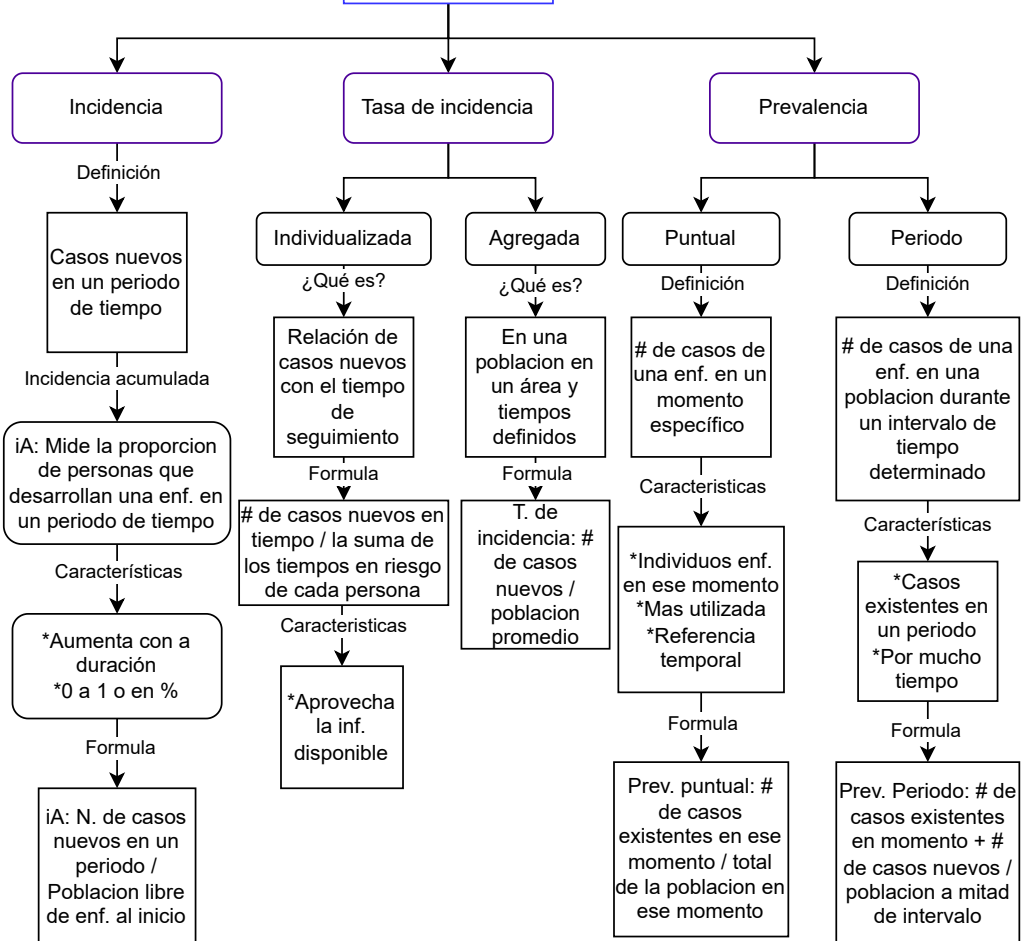 Incidencia
Tasa de incidencia
Prevalencia
Definición
Casos nuevos
en un periodo
de tiempo
Incidencia acumulada
iA: Mide la proporcion
de personas que
desarrollan una enf. en
un periodo de tiempo
Características
*Aumenta con a
duración
*0 a 1 o en %
Formula
iA: N. de casos
nuevos en un
periodo /
Poblacion libre
de enf. al inicio
Individualizada
¿Qué es?
Relación de
casos nuevos
con el tiempo
de
seguimiento
Formula
# de casos nuevos en
tiempo / la suma de
los tiempos en riesgo
de cada persona
Caracteristicas
*Aprovecha
la inf.
disponible
Agregada
¿Qué es?
En una
poblacion en
un área y
tiempos
definidos
Formula
T. de
incidencia: #
de casos
nuevos /
poblacion
promedio
Puntual
Definición
# de casos de
una enf. en un
momento
específico
Caracteristicas
*Individuos enf.
en ese momento
*Mas utilizada
*Referencia
temporal
Formula
Prev. puntual: #
de casos
existentes en ese
momento / total
de la poblacion en
ese momento
Periodo
Definición
# de casos de una
enf. en una
poblacion durante
un intervalo de
tiempo
determinado
Características
*Casos
existentes en
un periodo
*Por mucho
tiempo
Formula
Prev. Periodo: # de
casos existentes
en momento + #
de casos nuevos /
poblacion a mitad
de intervalo